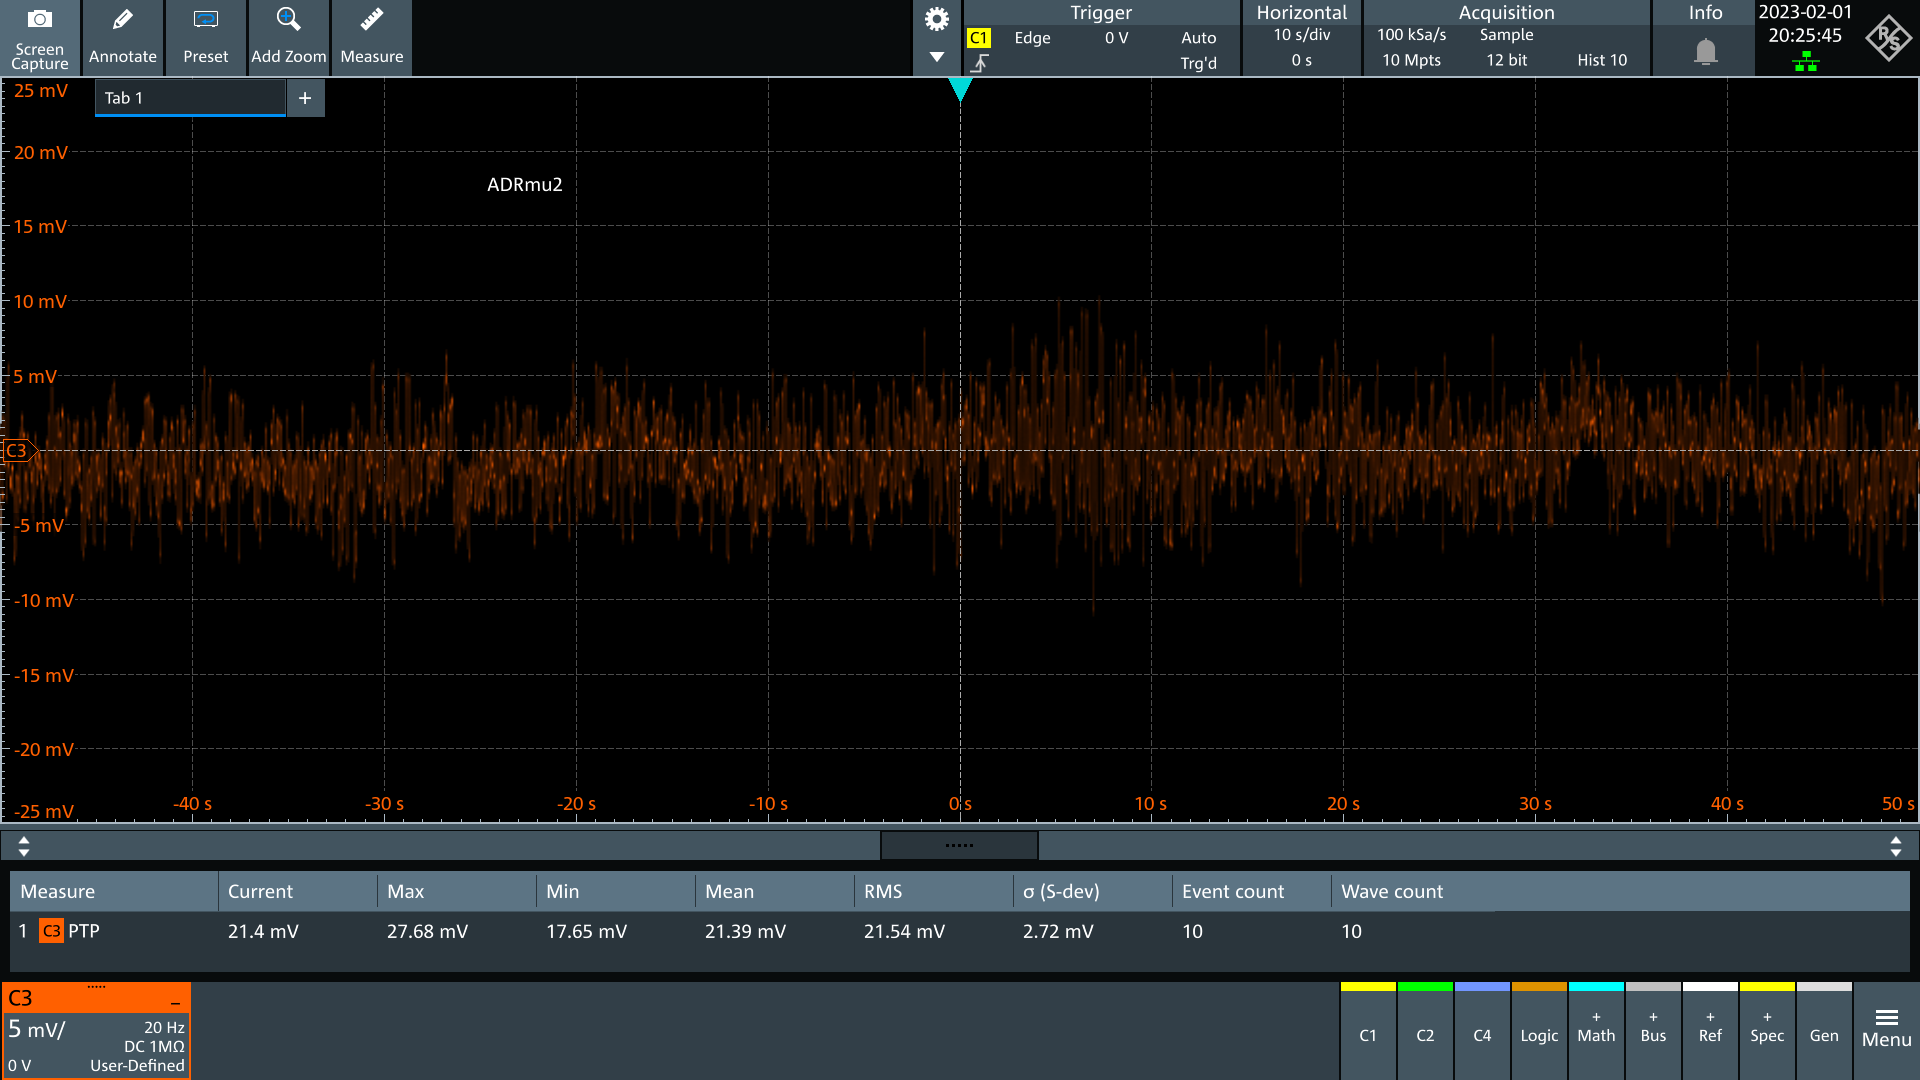 Screen
Capture
Annotate
Preset
Add Zoom
Measure
Trigger
C1 Edge 0 V Auto
Trg'd
Horizontal
10 s/div
0 s
Acquisition
100 kSa/s Sample
10 Mpts 12 bit Hist 10
Info
2023-02-01
20:25:45
R S
Tab 1 +
ADRmu2
25 mV
20 mV
15 mV
10 mV
5 mV
C3
-5 mV
-10 mV
-15 mV
-20 mV
-25 mV
-40 s -30 s -20 s -10 s 0 s 10 s 20 s 30 s 40 s 50 s
Measure Current Max Min Mean RMS σ (S-dev) Event count Wave count
1 C3 PTP 21.4 mV 27.68 mV 17.65 mV 21.39 mV 21.54 mV 2.72 mV 10 10
C3
5 mV/ 20 Hz
DC 1MΩ
0 V User-Defined
C1
C2
C4
Logic
+
Math
+
Bus
+
Ref
+
Spec
Gen
Menu